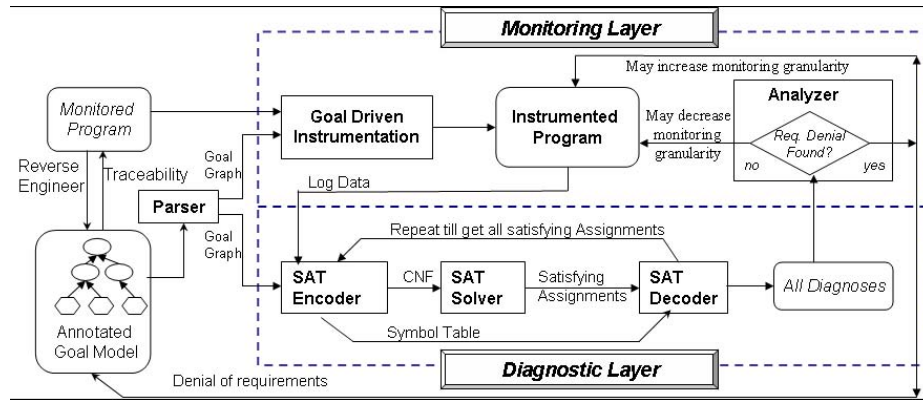 Monitoring Layer
May increase monitoring granularity
Monitored
Program
Goal Driven
Instrumentation
Instrumented
Program
May decrease
monitoring
granularity
Analyzer
Req. Denial
Found?
no
yes
Reverse
Engineer
Traceability
Goal
Graph
Log Data
Parser
Goal
Graph
Repeat till get all satisfying Assignments
SAT
Encoder
CNF
SAT
Solver
Satisfying
Assignments
SAT
Decoder
All Diagnoses
Symbol Table
Annotated
Goal Model
Denial of requirements
Diagnostic Layer